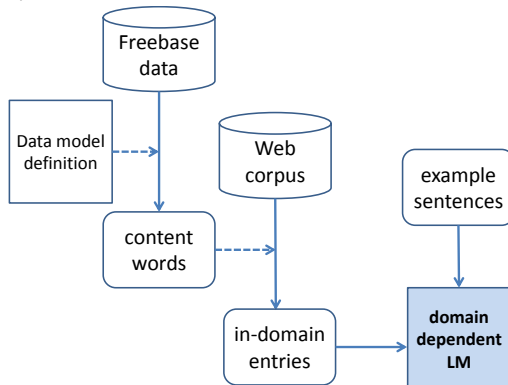 Freebase
data
Data model
definition
Web
corpus
example
sentences
content
words
in-domain
entries
domain
dependent
LM